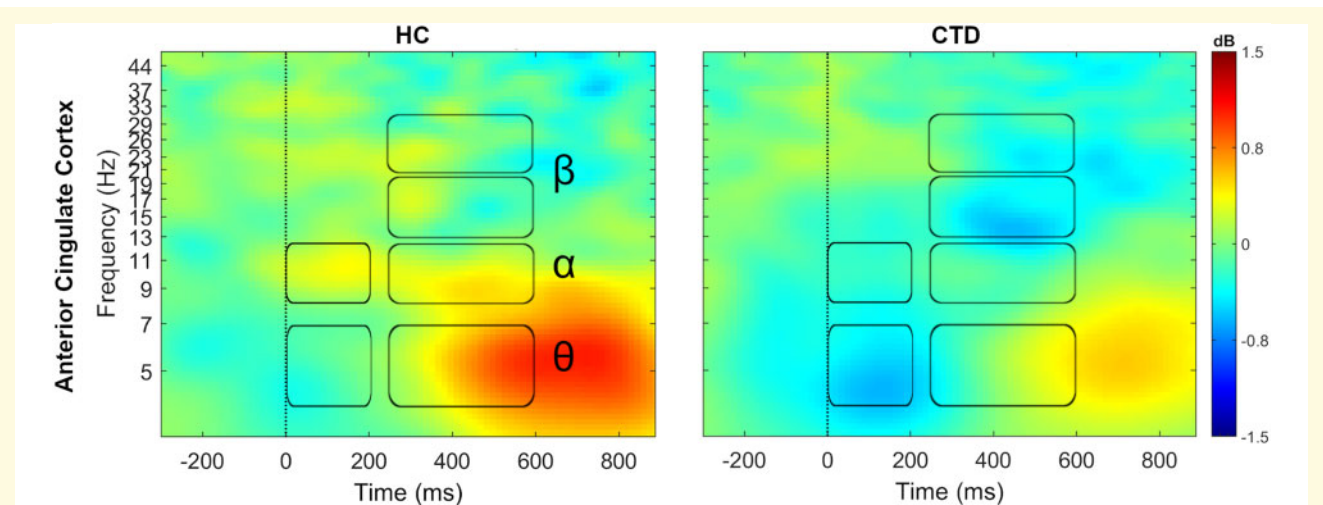 HC
CTD
dB
Anterior Cingulate Cortex
Frequency (Hz)
44
37
33
29
26
23
21
19
17
15
13
11
9
7
5
β
α
θ
-200 0 200 400 600 800
Time (ms)
-200 0 200 400 600 800
Time (ms)
1.5
0.8
0
-0.8
-1.5